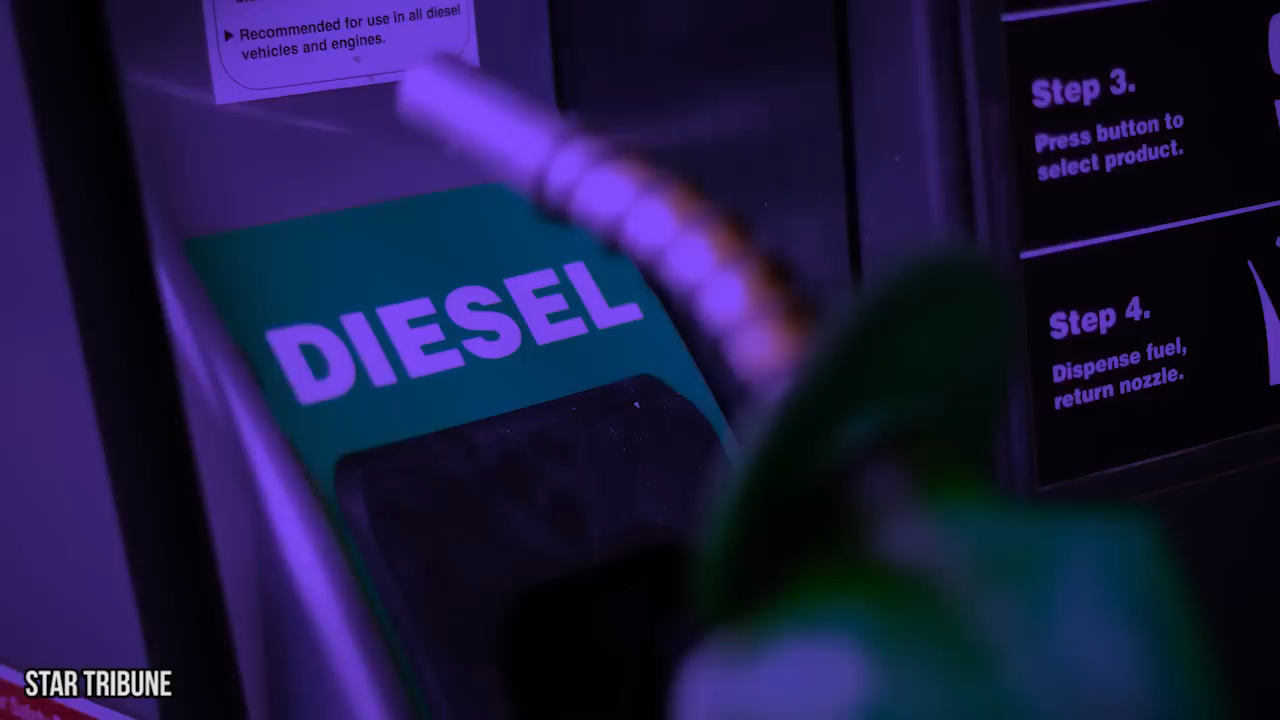 ▶ Recommended for use in all diesel
vehicles and engines.
DIESEL
Step 3.
Press button to
select product.
Step 4.
Dispense fuel,
return nozzle.
STAR TRIBUNE